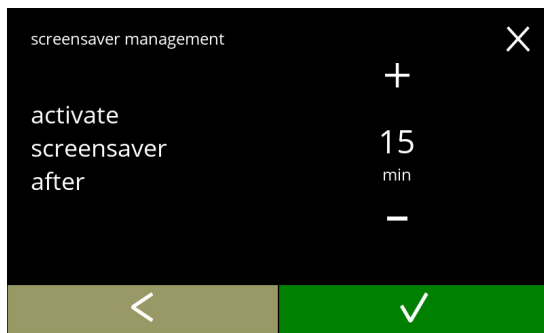 screensaver management
activate
screensaver
after
15
min